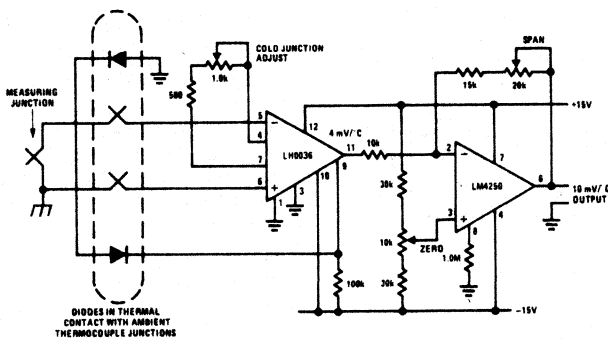 COLD JUNCTION
ADJUST
1.0k
500
MEASURING
JUNCTION
5
4
7
6
12
4 mV/°C
LH0036
11
10
9
1
3
10k
SPAN
15k
20k
+15V
30k
10k
ZERO
30k
2
3
7
LM4250
6
4
8
1.0M
10 mV/°C
OUTPUT
100k
-15V
DIODES IN THERMAL
CONTACT WITH AMBIENT
THERMOCOUPLE JUNCTIONS